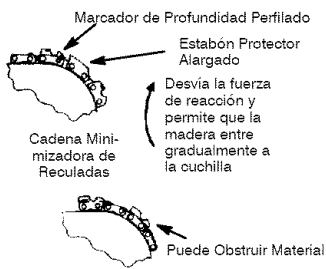 Marcador de Profundidad Perfilado
Estabón Protector
Alargado
Desvía la fuerza
de reacción y
permite que la
madera entre
gradualmente a
la cuchilla
Cadena Mini-
mizadora de
Reculadas
Puede Obstruir Material